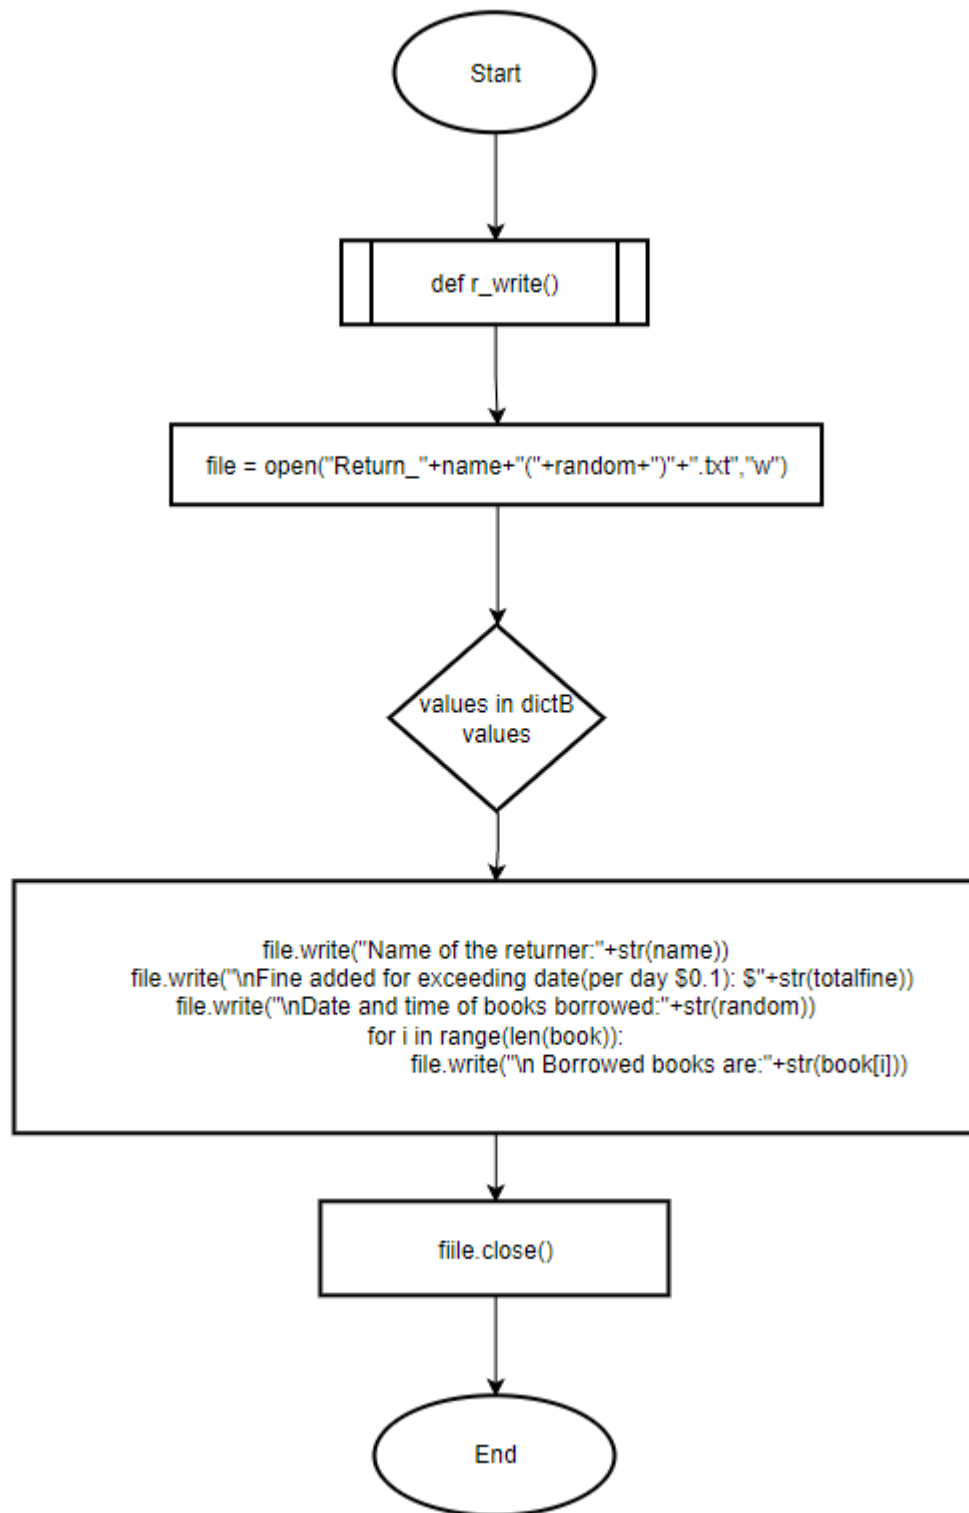 Start
def r_write()
file = open("Return_"+name+"("+random+")"+".txt","w")
values in dictB
values
file.write("Name of the returner:"+str(name))
file.write("\nFine added for exceeding date(per day $0.1): $"+str(totalfine))
file.write("\nDate and time of books borrowed:"+str(random))
for i in range(len(book)):
file.write("\n Borrowed books are:"+str(book[i]))
fiile.close()
End